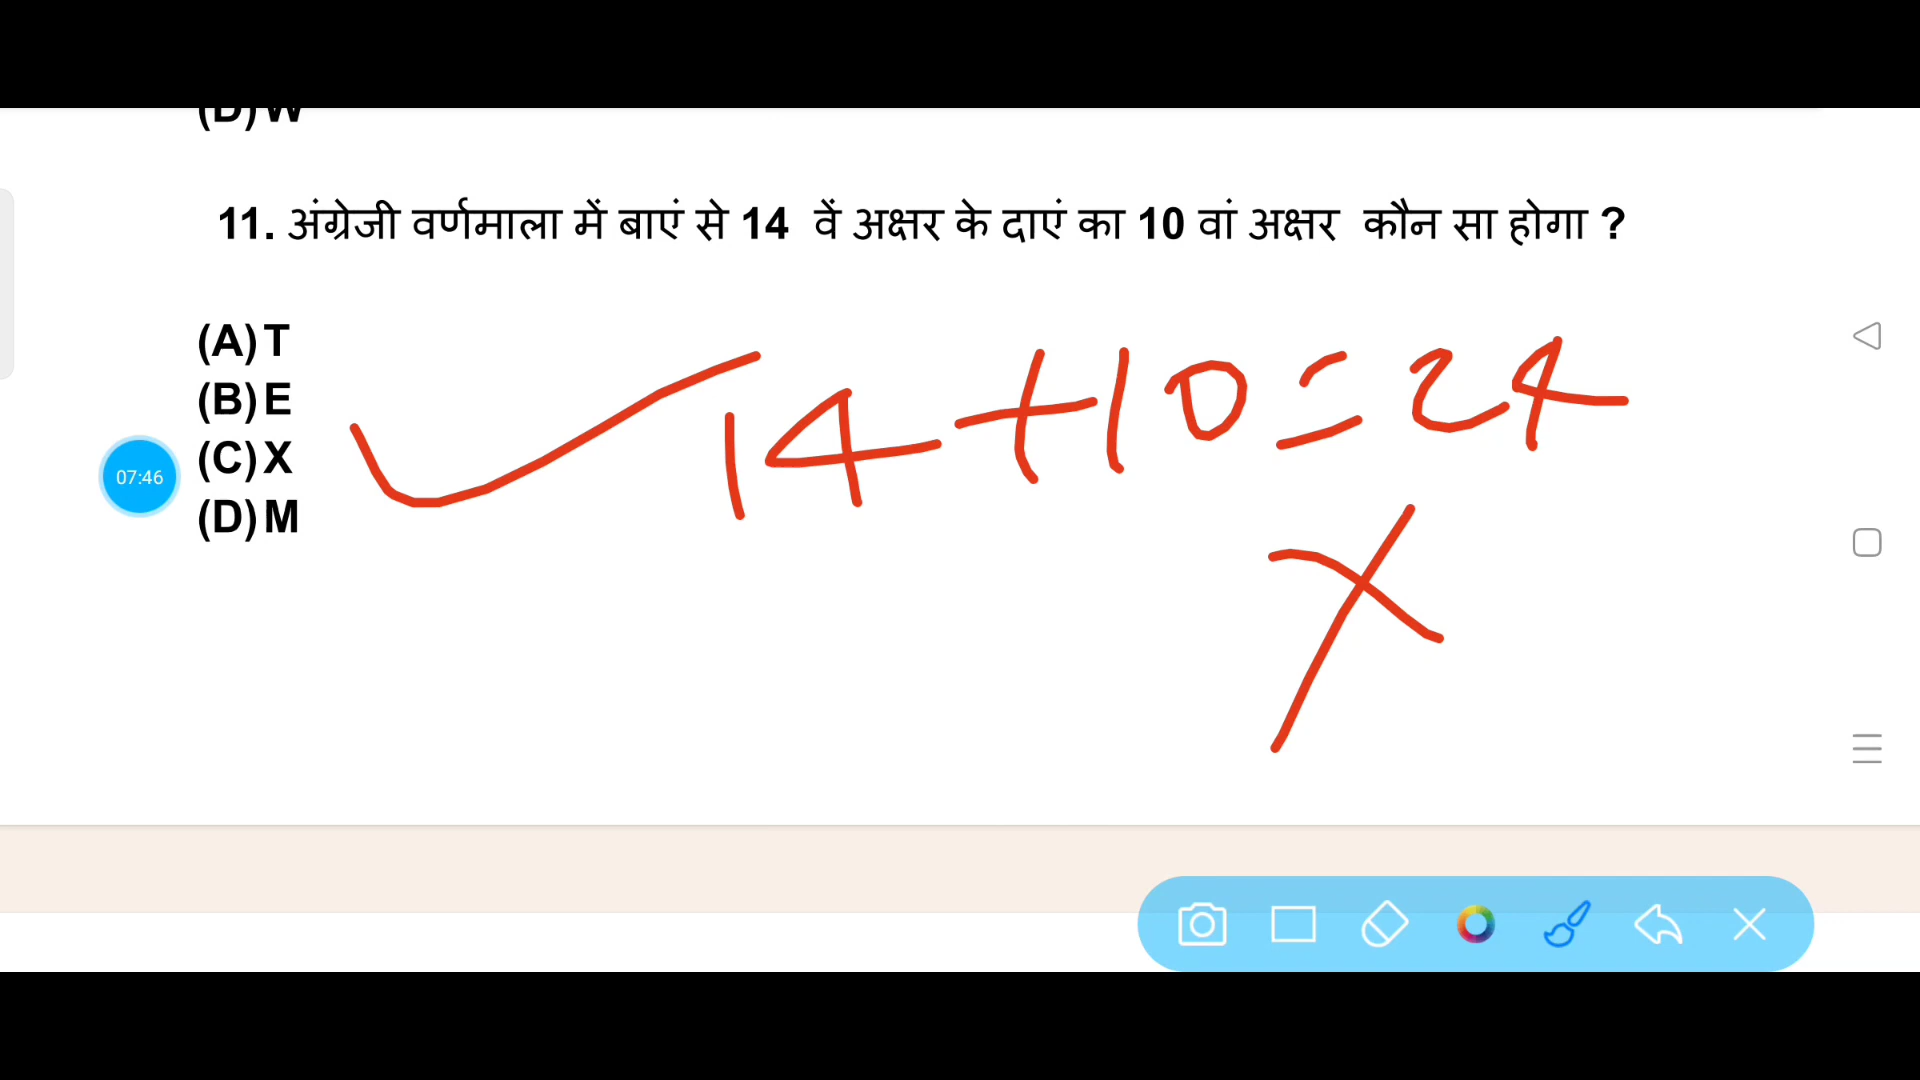 (D) W
11. अंग्रेजी वर्णमाला में बाएं से 14 वें अक्षर के दाएं का 10 वां अक्षर कौन सा होगा ?
(A) T
(B) E
(C) X
(D) M
14+10=24
X
07:46